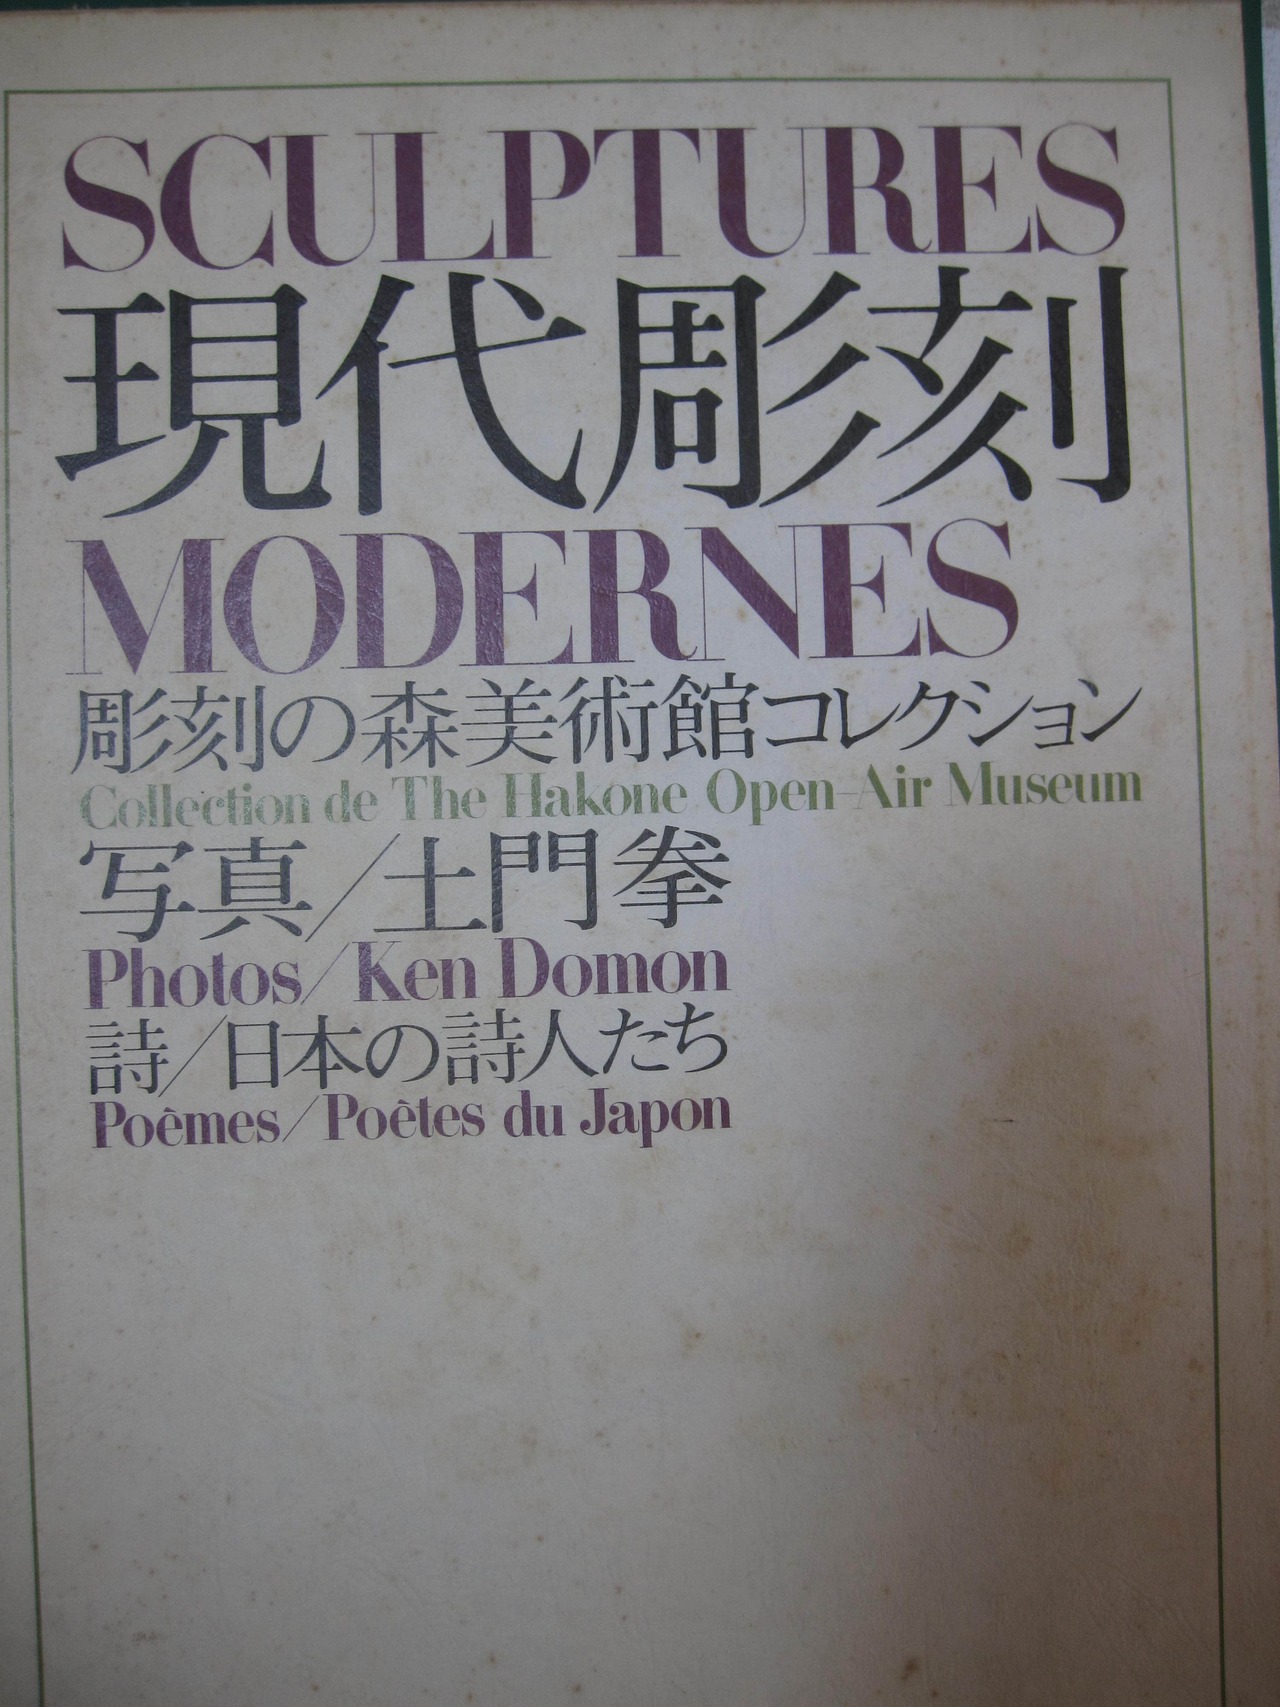 SCULPTURES
現代彫刻
MODERNES
彫刻の森美術館コレクション
Collection de The Hakone Open-Air Museum
写真/土門拳
Photos/Ken Domon
詩/日本の詩人たち
Poêmes/Poêtes du Japon